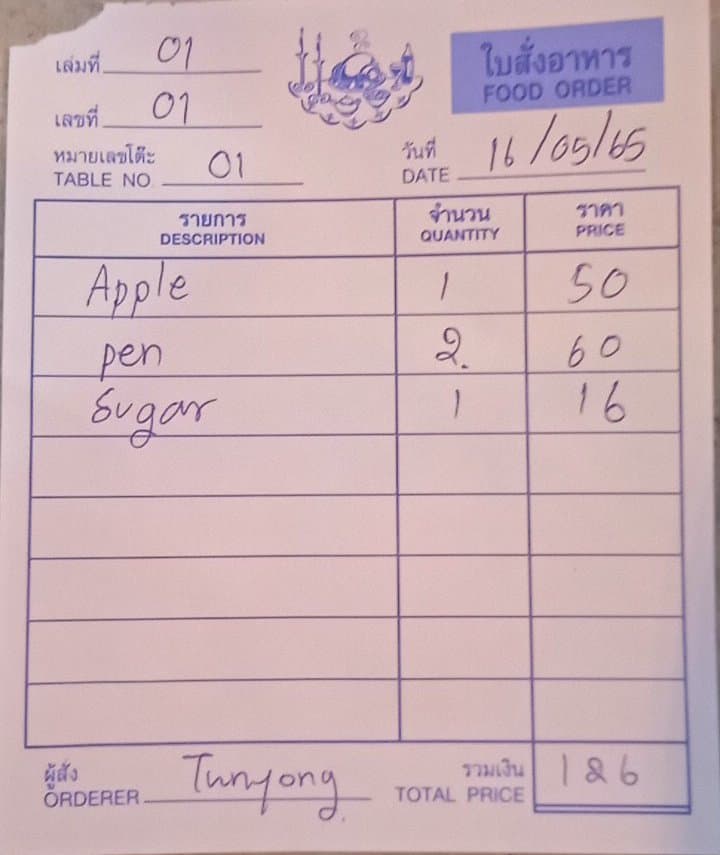 เล่มที่ 01
ใบสั่งอาหาร
FOOD ORDER
เลขที่ 01
หมายเลขโต๊ะ
TABLE NO. 01
วันที่
DATE 16/05/65
รายการ จำนวน ราคา
DESCRIPTION QUANTITY PRICE
Apple 1 50
pen 2. 60
Sugar 1 16
ผู้สั่ง
ORDERER Tunyong.
รวมเงิน
TOTAL PRICE 186